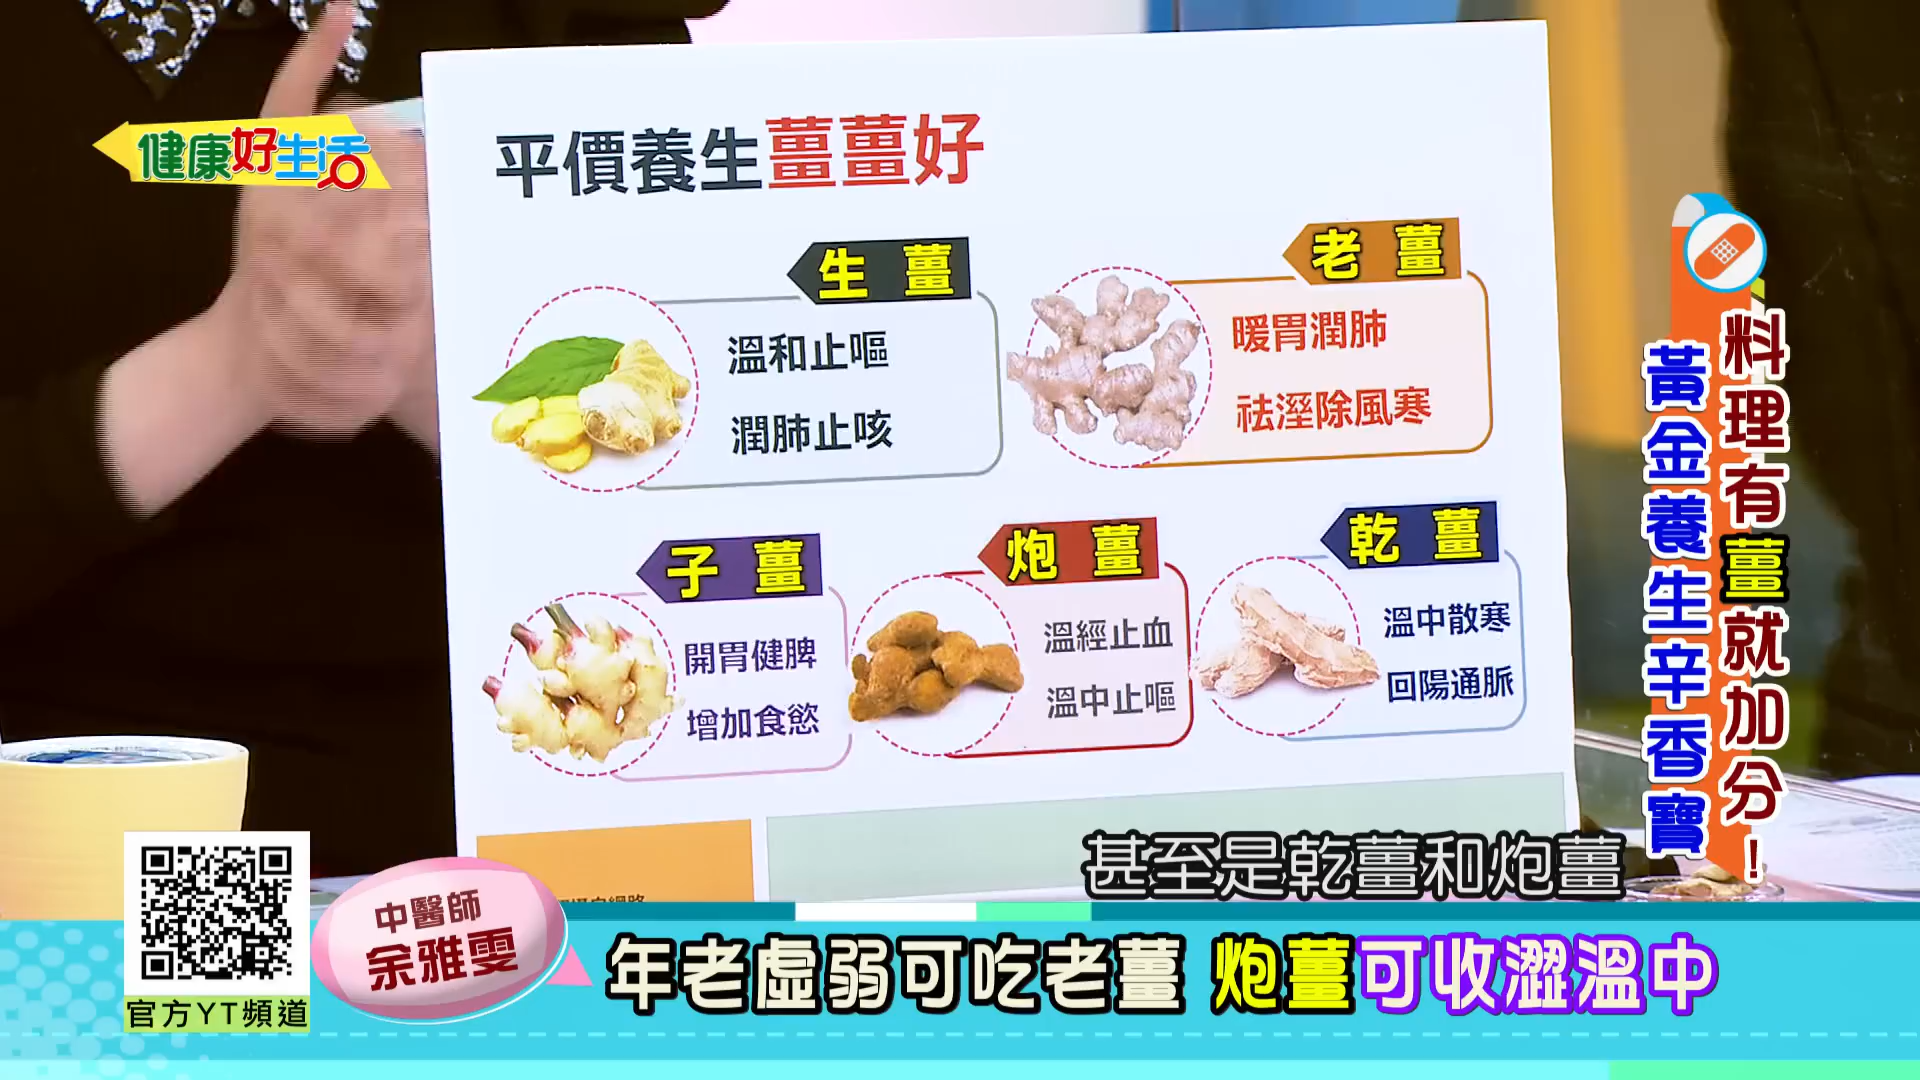 健康好生活
平價養生薑薑好
生薑
溫和止嘔
潤肺止咳
老薑
暖胃潤肺
祛溼除風寒
子薑
開胃健脾
增加食慾
炮薑
溫經止血
溫中止嘔
乾薑
溫中散寒
回陽通脈
料理有薑就加分！
黃金養生辛香寶
甚至是乾薑和炮薑
中醫師
余雅雯
年老虛弱可吃老薑 炮薑可收澀溫中
官方YT頻道